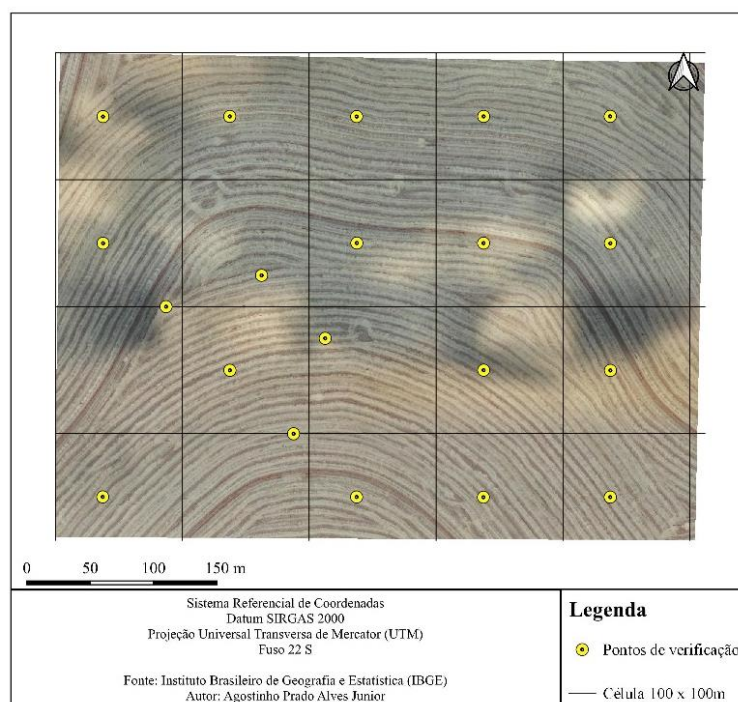 0 50 100 150 m
Sistema Referencial de Coordenadas
Datum SIRGAS 2000
Projeção Universal Transversa de Mercator (UTM)
Fuso 22 S
Fonte: Instituto Brasileiro de Geografia e Estatística (IBGE)
Autor: Agostinho Prado Alves Junior
Legenda
Pontos de verificação
Célula 100 x 100m